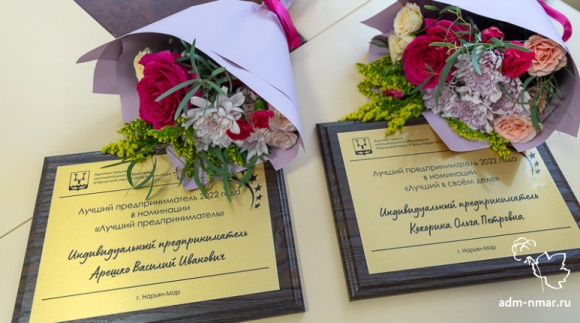 Лучший предприниматель 2022 года
в номинации
«Лучший предприниматель»
Индивидуальный предприниматель
Арешко Василий Иванович
г. Нарьян-Мар
Лучший предприниматель 2022 года
в номинации
«Лучший в своём деле»
Индивидуальный предприниматель
Кокорина Ольга Петровна
г. Нарьян-Мар
adm-nmar.ru